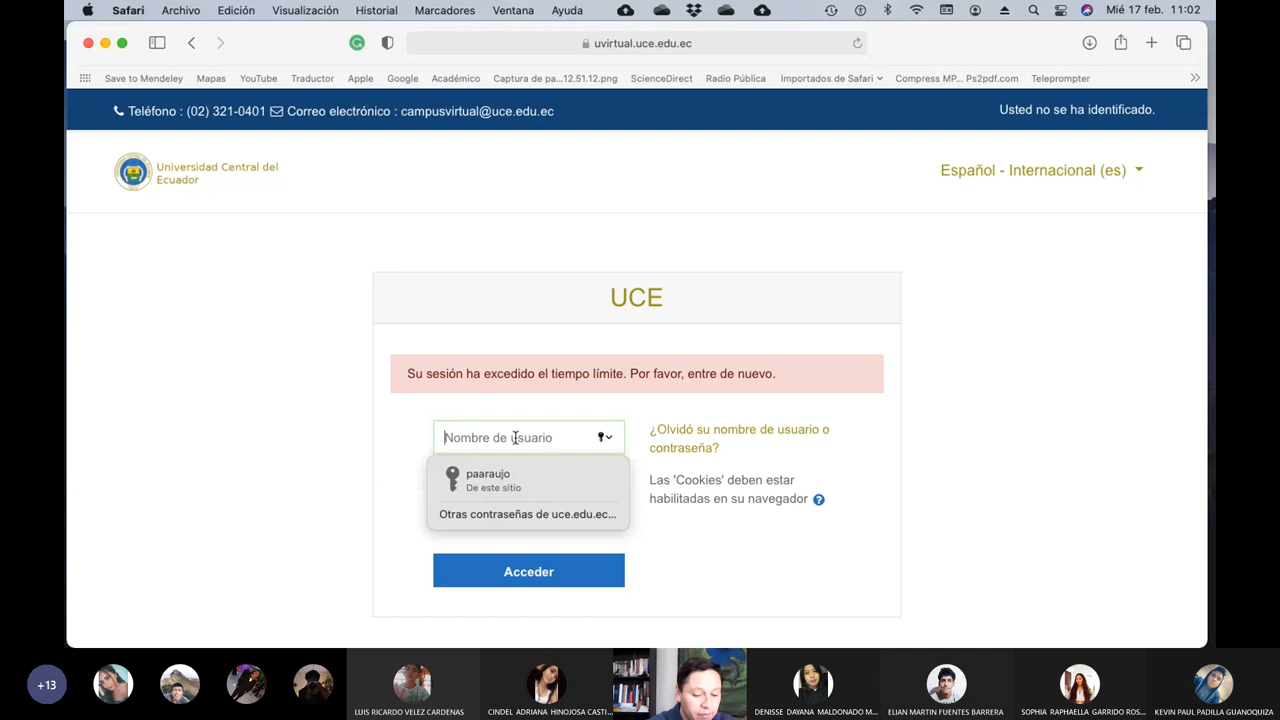 Safari Archivo Edición Visualización Historial Marcadores Ventana Ayuda Mié 17 feb. 11:02
uvirtual.uce.edu.ec
Save to Mendeley Mapas YouTube Traductor Apple Google Académico Captura de pa...12.51.12.png ScienceDirect Radio Pública Importados de Safari Compress MP... Ps2pdf.com Teleprompter
Teléfono : (02) 321-0401 Correo electrónico : campusvirtual@uce.edu.ec Usted no se ha identificado.
Universidad Central del
Ecuador
Español - Internacional (es)
UCE
Su sesión ha excedido el tiempo límite. Por favor, entre de nuevo.
Nombre de usuario
¿Olvidó su nombre de usuario o
contraseña?
paaraujo
De este sitio
Otras contraseñas de uce.edu.ec...
Las 'Cookies' deben estar
habilitadas en su navegador
Acceder
+13
LUIS RICARDO VELEZ CARDENAS CINDEL ADRIANA HINOJOSA CASTI... DENISSE DAYANA MALDONADO M... ELIAN MARTIN FUENTES BARRERA SOPHIA RAPHAELLA GARRIDO ROS... KEVIN PAUL PADILLA GUANOQUIZA